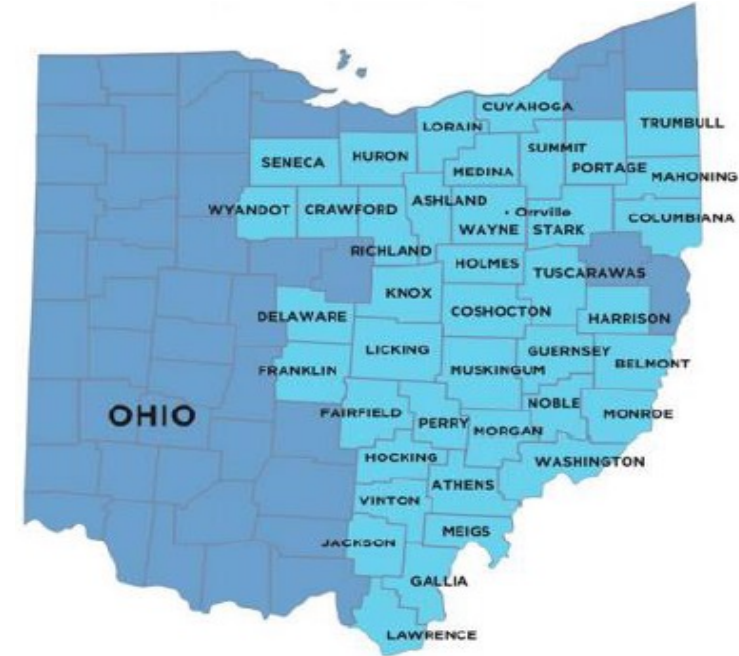 CUYAHOGA
LORAIN
TRUMBULL
SUMMIT
SENECA
HURON
MEDINA
PORTAGE
MAHONING
WYANDOT
CRAWFORD
ASHLAND
• Orrville
WAYNE
STARK
COLUMBIANA
RICHLAND
HOLMES
TUSCARAWAS
KNOX
DELAWARE
COSHOCTON
HARRISON
LICKING
GUERNSEY
FRANKLIN
MUSKINGUM
BELMONT
OHIO
FAIRFIELD
PERRY
NOBLE
MONROE
MORGAN
HOCKING
WASHINGTON
VINTON
ATHENS
JACKSON
MEIGS
GALLIA
LAWRENCE